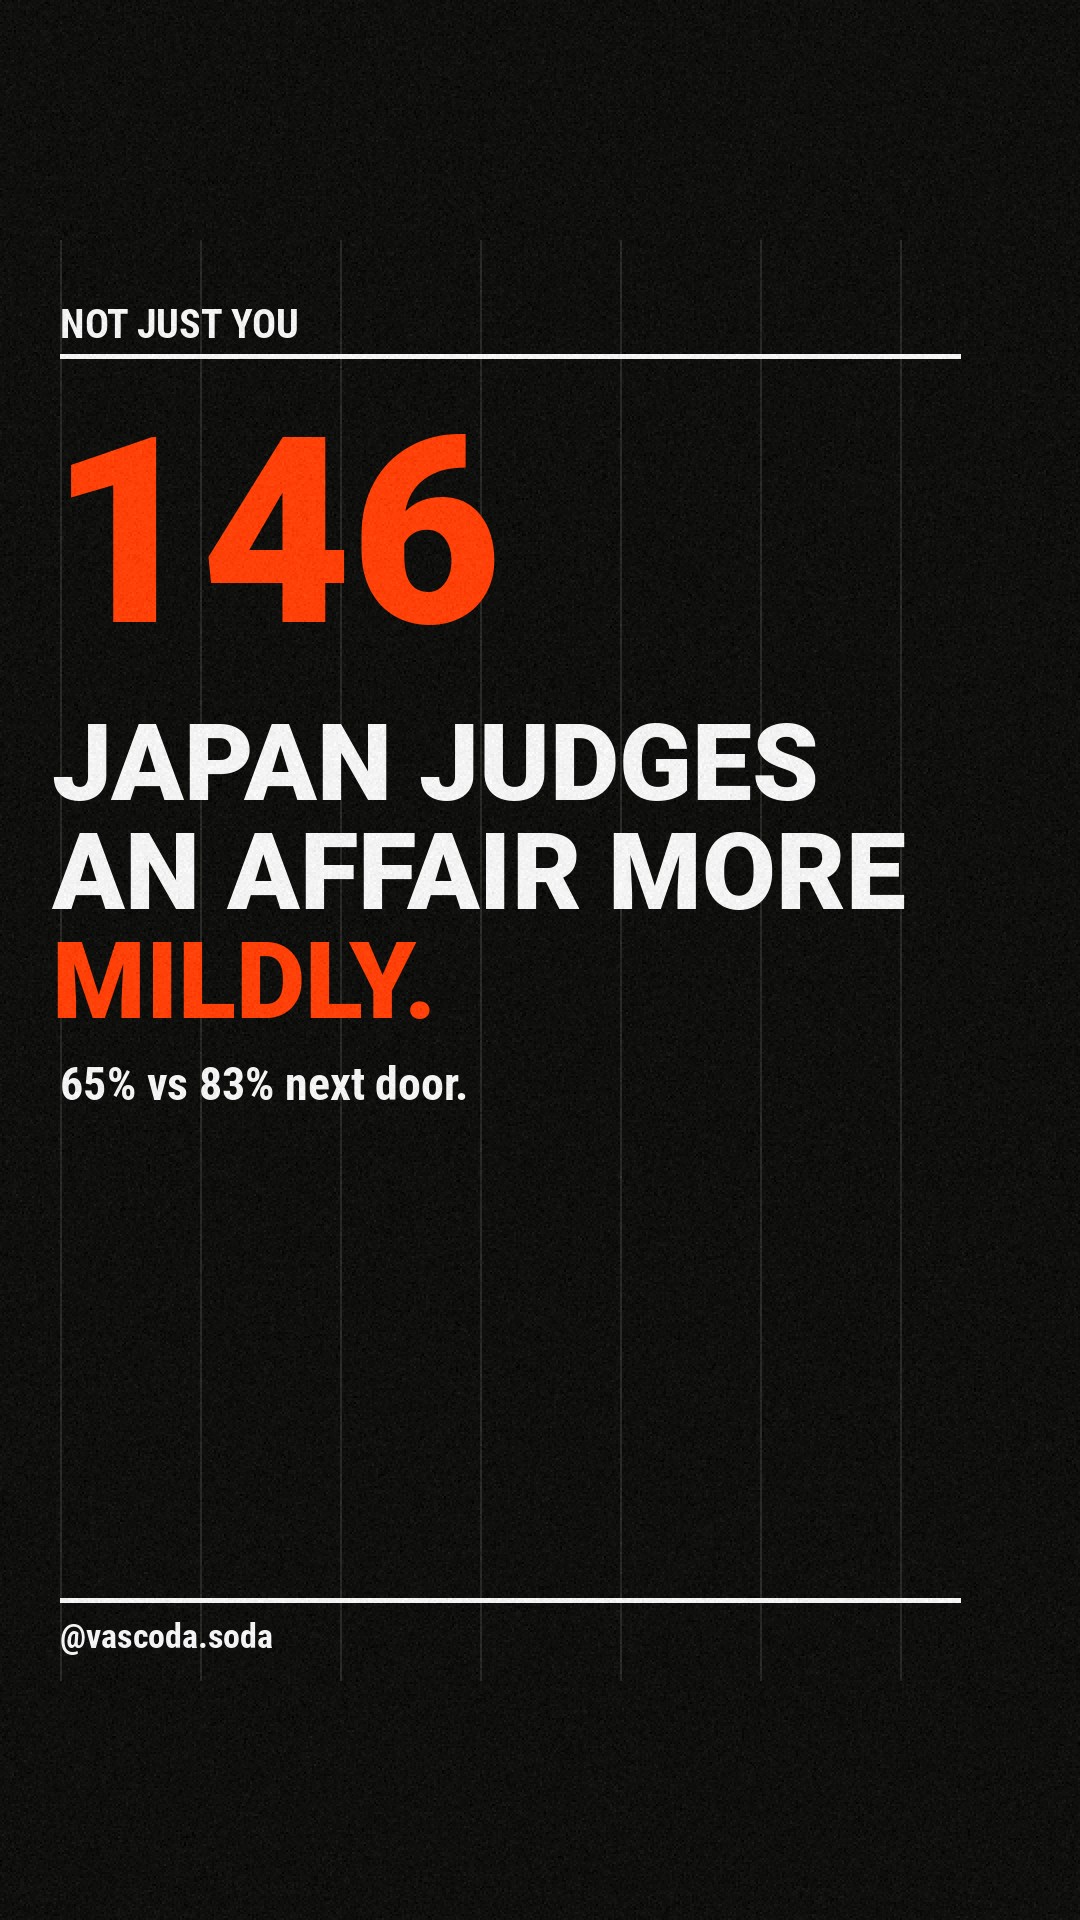 NOT JUST YOU
146
JAPAN JUDGES
AN AFFAIR MORE
MILDLY.
65% vs 83% next door.
@vascoda.soda